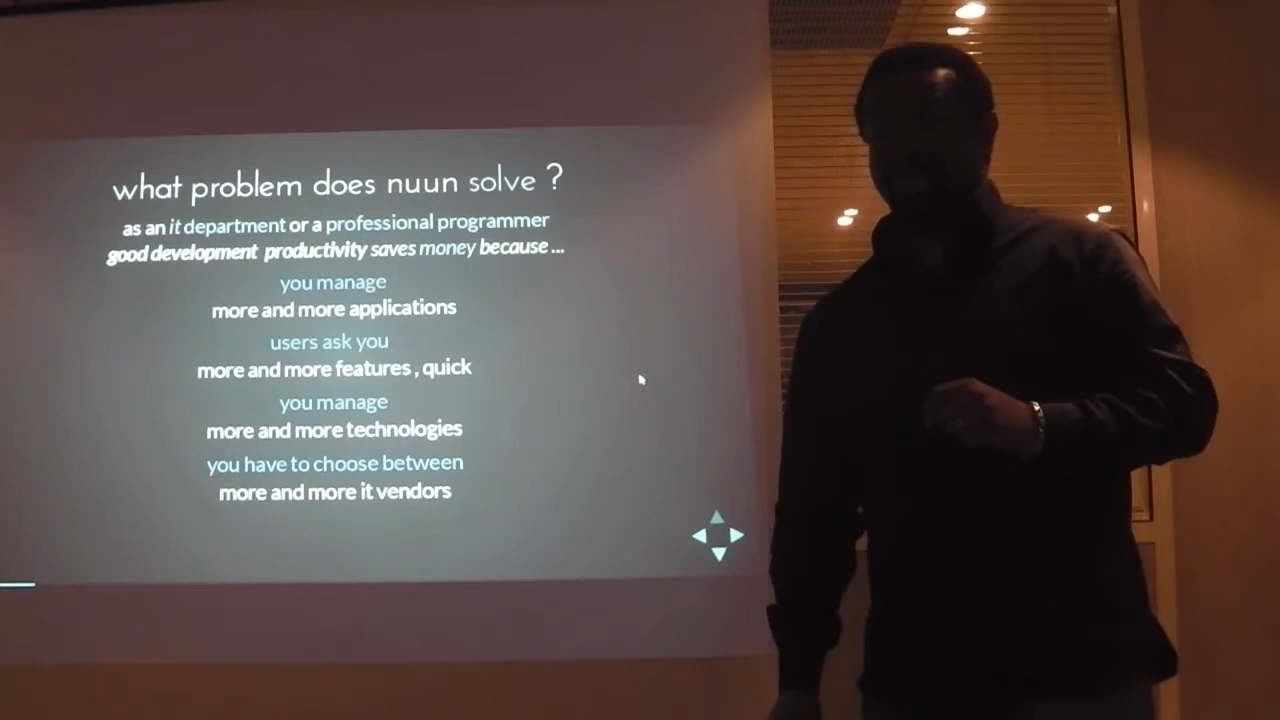 what problem does nuun solve ?
as an it department or a professional programmer
good development productivity saves money because ...
you manage
more and more applications
users ask you
more and more features , quick
you manage
more and more technologies
you have to choose between
more and more it vendors